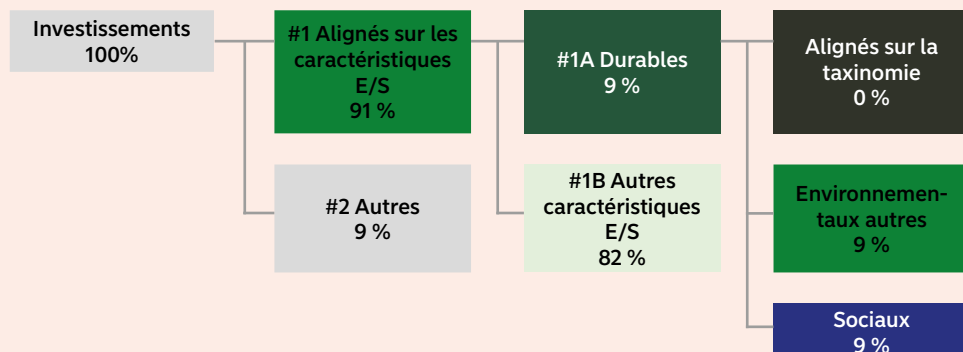 Investissements
100%
#1 Alignés sur les
caractéristiques
E/S
91 %
#1A Durables
9 %
Alignés sur la
taxinomie
0 %
#2 Autres
9 %
#1B Autres
caractéristiques
E/S
82 %
Environnemen-
taux autres
9 %
Sociaux
9 %